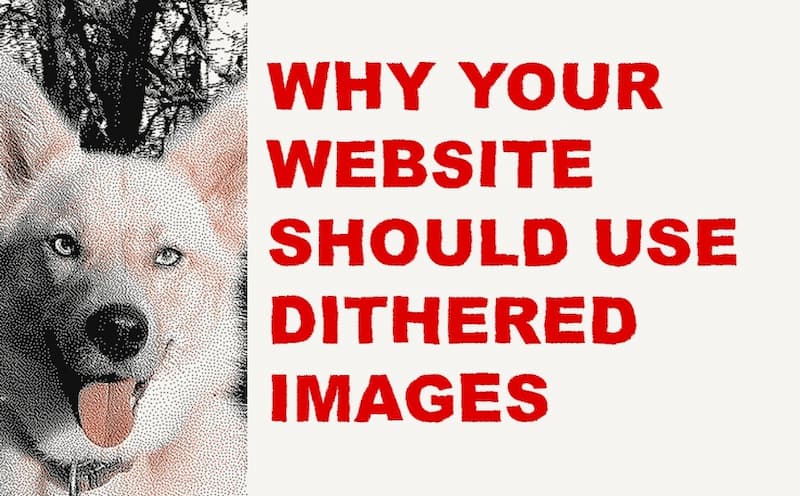 WHY YOUR
WEBSITE
SHOULD USE
DITHERED
IMAGES